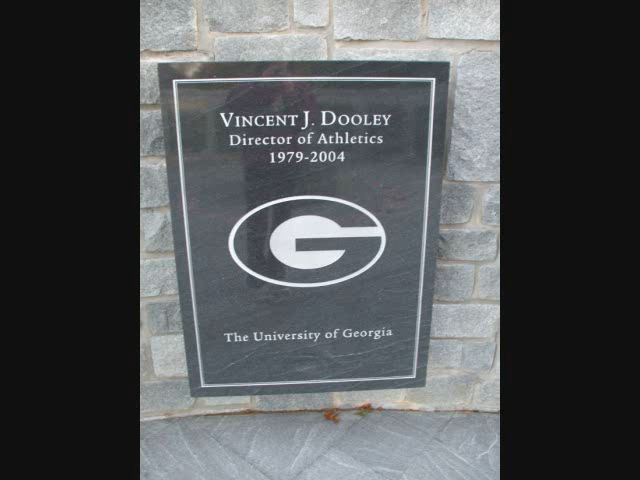 VINCENT J. DOOLEY
Director of Athletics
1979-2004
G
The University of Georgia